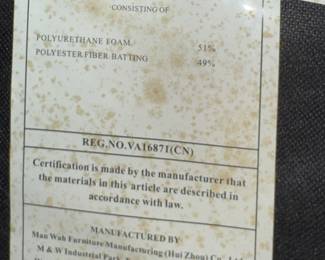 CONSISTING OF
POLYURETHANE FOAM 51%
POLYESTER FIBER BATTING 49%
REG.NO.VA16871(CN)
Certification is made by the manufacturer that
the materials in this article are described in
accordance with law.
MANUFACTURED BY
Man Wah Furniture Manufacturing (Hui Zhou) Co., Ltd
M & W Industrial Park,